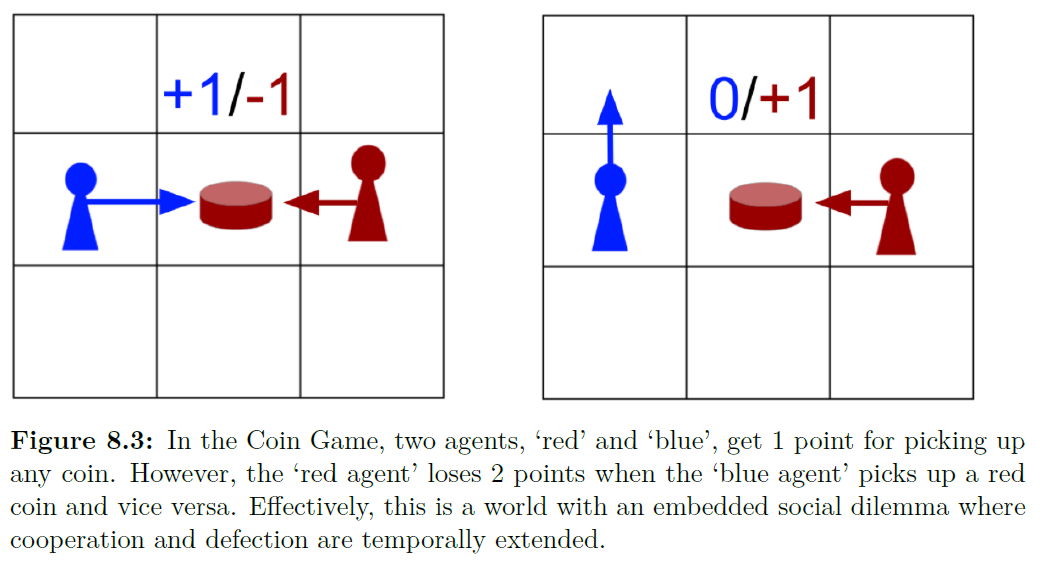 +1/-1
0/+1
Figure 8.3: In the Coin Game, two agents, ‘red’ and ‘blue’, get 1 point for picking up
any coin. However, the ‘red agent’ loses 2 points when the ‘blue agent’ picks up a red
coin and vice versa. Effectively, this is a world with an embedded social dilemma where
cooperation and defection are temporally extended.